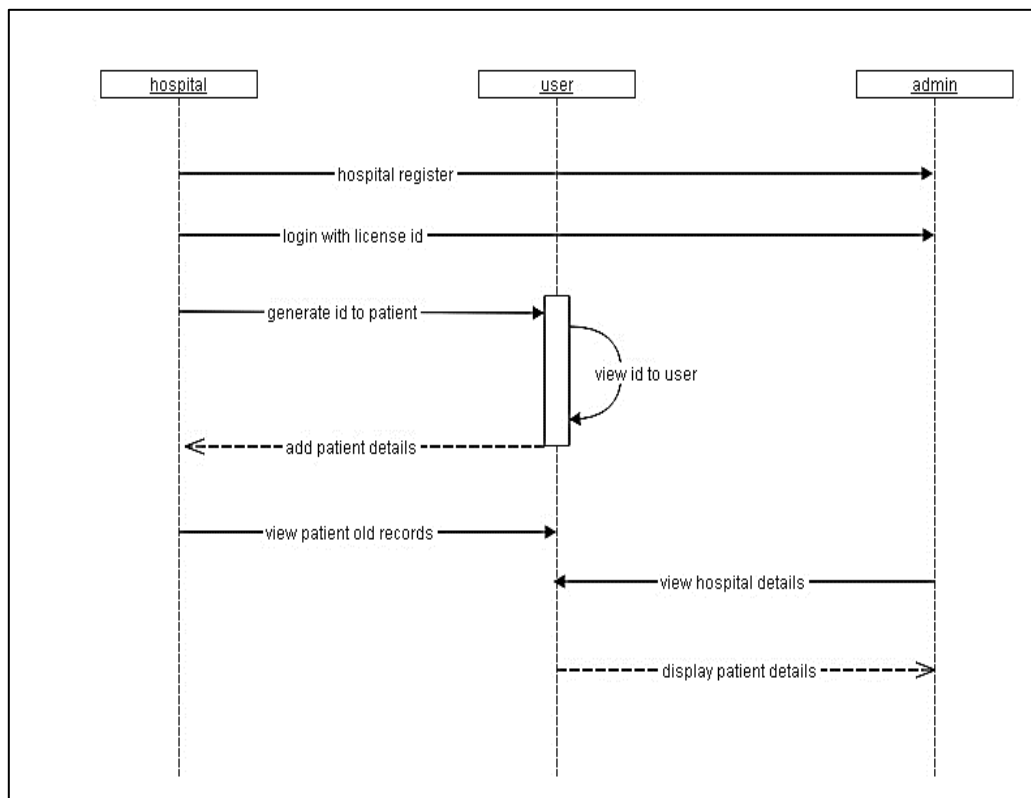 hospital
user
admin
hospital register
login with license id
generate id to patient
view id to user
add patient details
view patient old records
view hospital details
display patient details